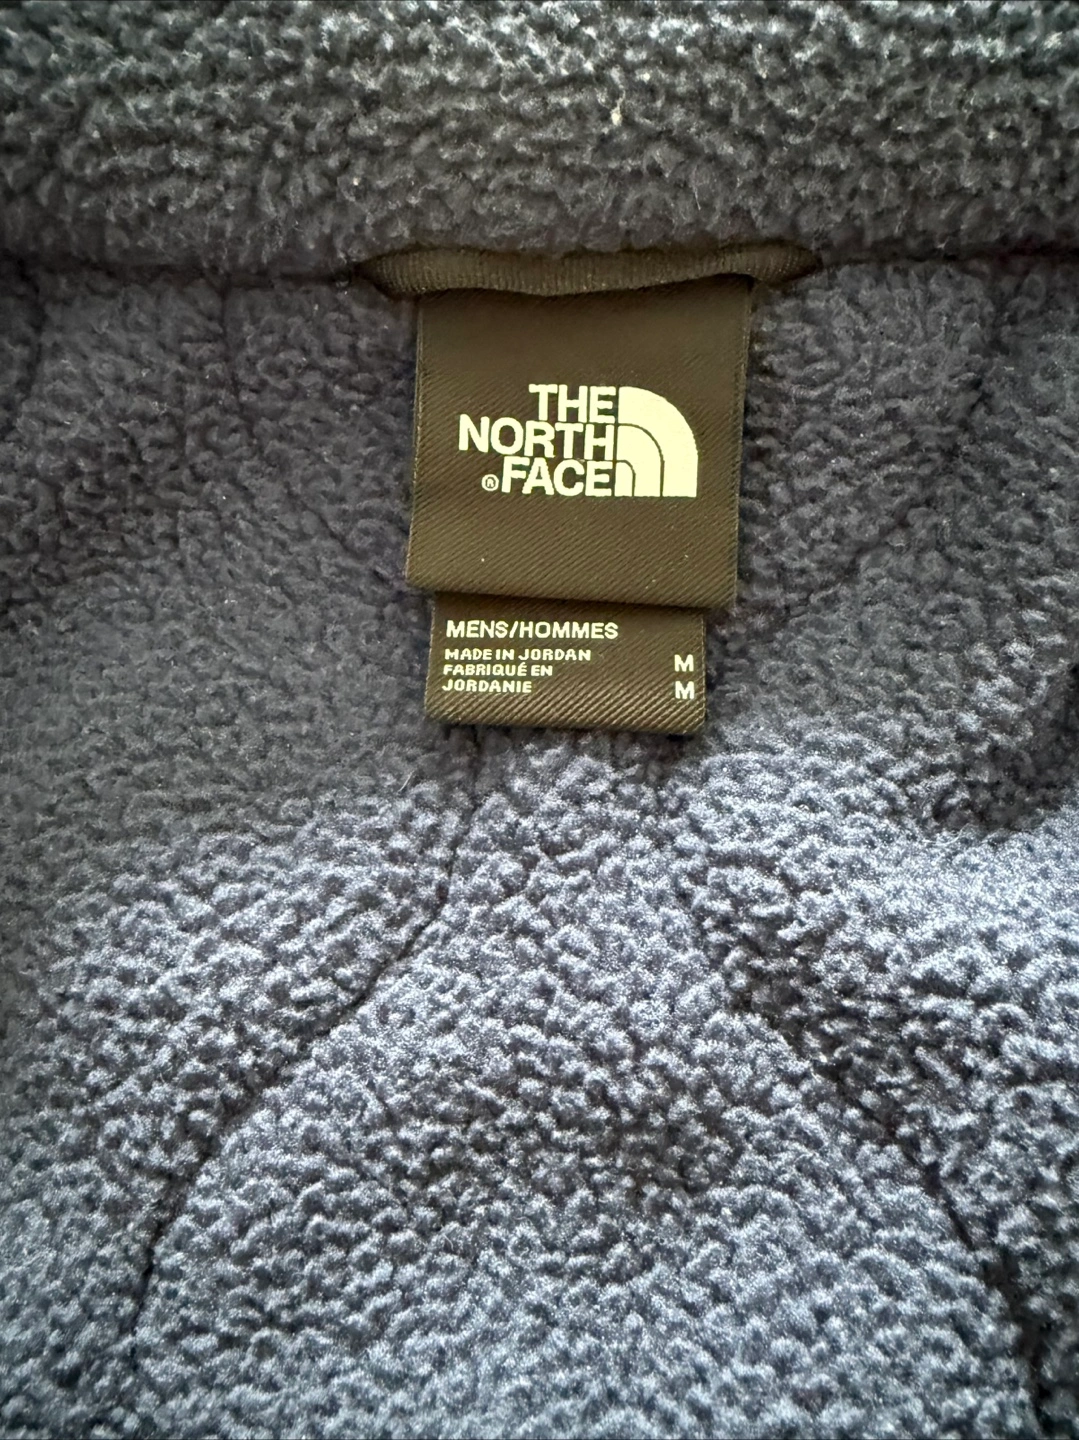 THE
NORTH
®FACE
MENS/HOMMES
MADE IN JORDAN M
FABRIQUÉ EN
JORDANIE M